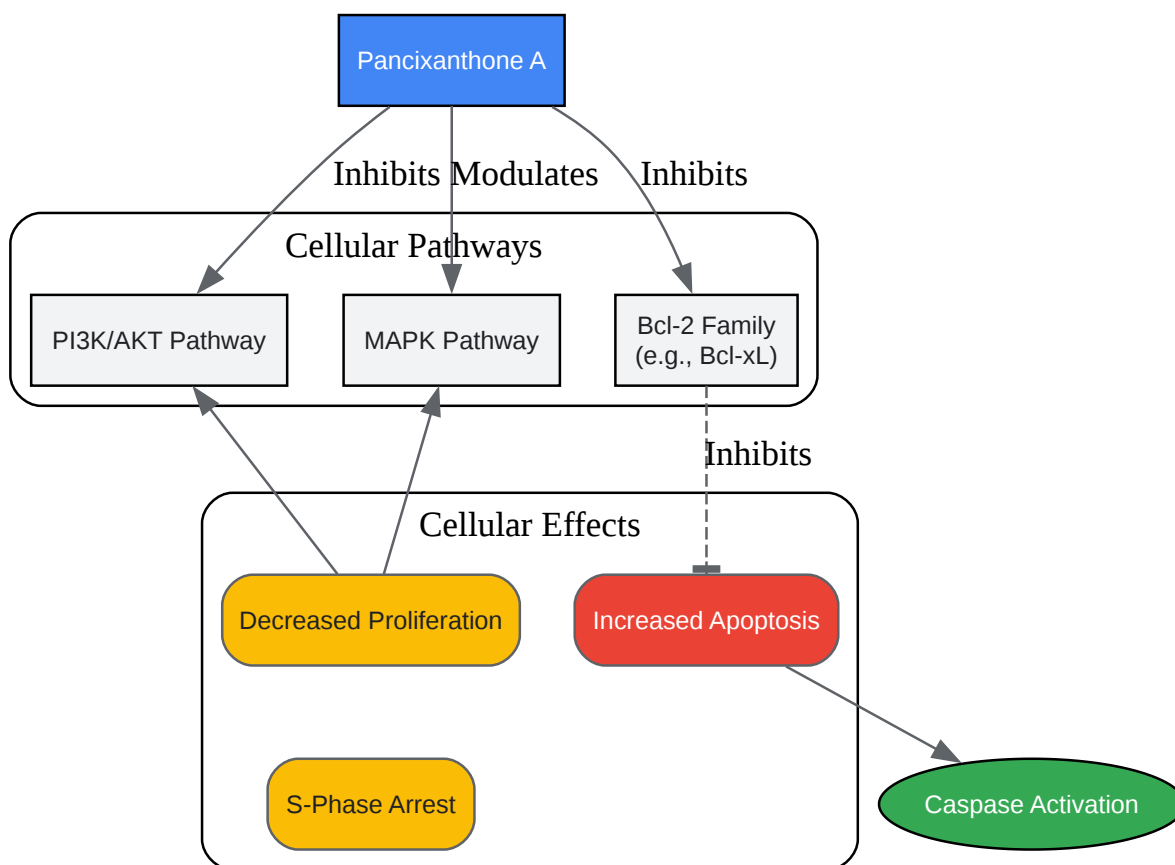 Pancixanthone A
Inhibits
Modulates
Inhibits
Cellular Pathways
PI3K/AKT Pathway
MAPK Pathway
Bcl-2 Family
(e.g., Bcl-xL)
Inhibits
Cellular Effects
Decreased Proliferation
Increased Apoptosis
S-Phase Arrest
Caspase Activation